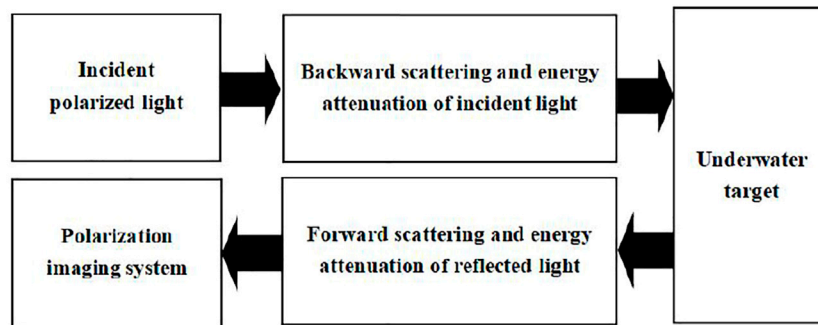 Incident
polarized light
Backward scattering and energy
attenuation of incident light
Underwater
target
Forward scattering and energy
attenuation of reflected light
Polarization
imaging system